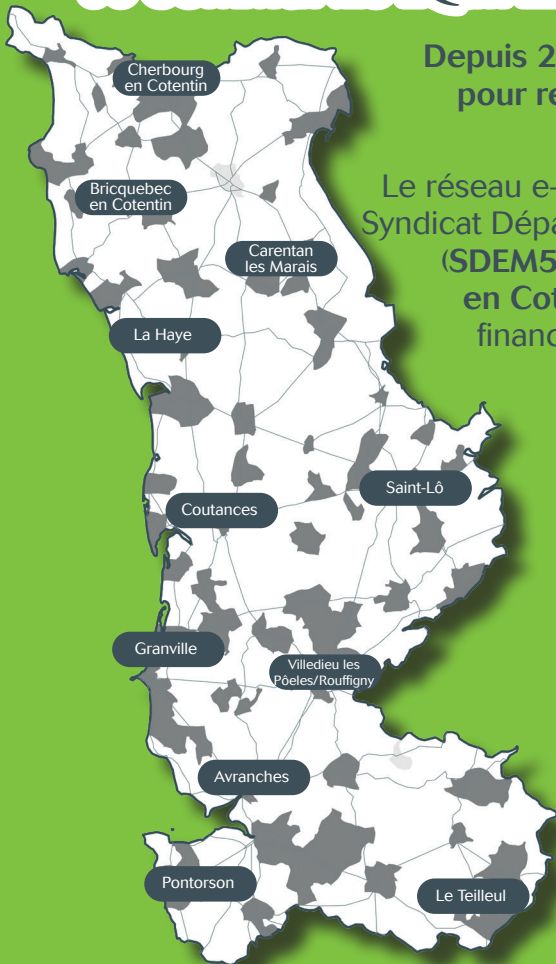 Depuis 2
pour re
Le réseau e-
Syndicat Dépa
(SDEM5
en Cot
financ
Cherbourg
en Cotentin
Bricquebec
en Cotentin
Carentan
les Marais
La Haye
Saint-Lô
Coutances
Granville
Villedieu les
Pôeles/Rouffigny
Avranches
Pontorson
Le Teilleul